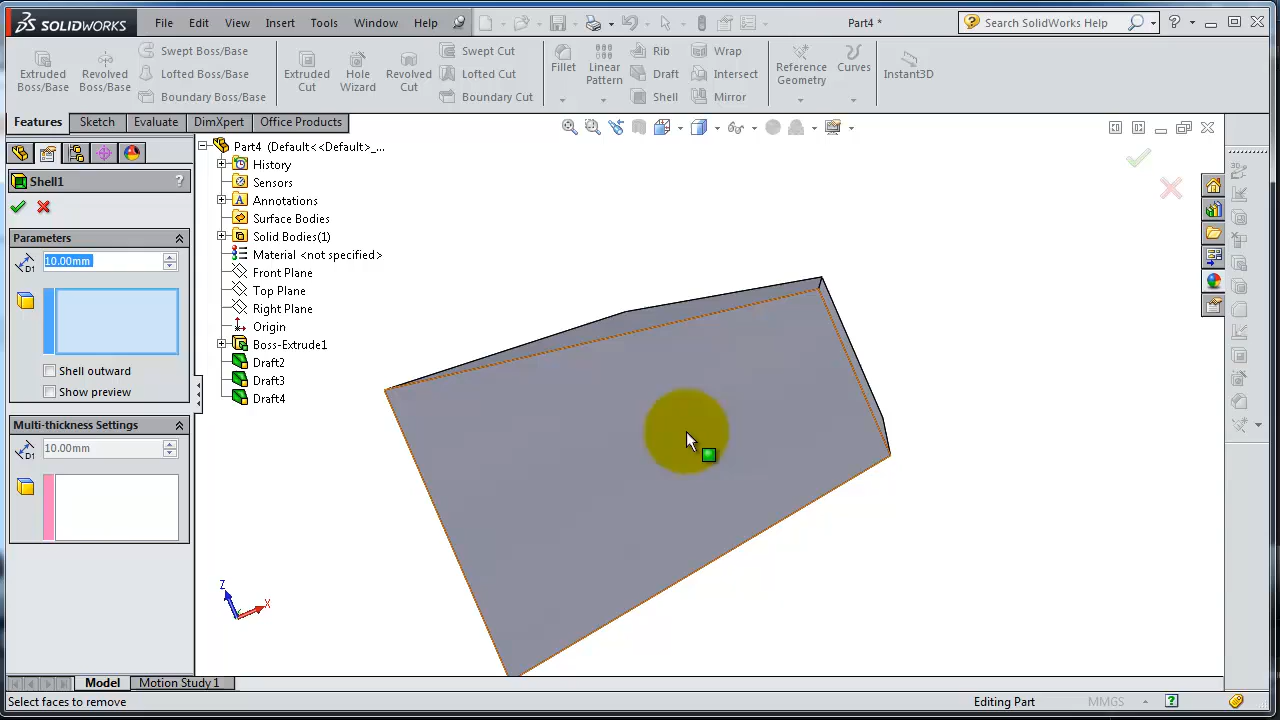 SOLIDWORKS File Edit View Insert Tools Window Help Part4 * Search SolidWorks Help ?
Extruded Boss/Base
Revolved Boss/Base
Swept Boss/Base
Lofted Boss/Base
Boundary Boss/Base
Extruded Cut
Hole Wizard
Revolved Cut
Swept Cut
Lofted Cut
Boundary Cut
Fillet
Linear Pattern
Rib
Draft
Shell
Wrap
Intersect
Mirror
Reference Geometry
Curves
Instant3D
Features Sketch Evaluate DimXpert Office Products
Shell1 ?
Parameters
D1 10.00mm
Shell outward
Show preview
Multi-thickness Settings
D1 10.00mm
Part4 (Default<<Default>_...
History
Sensors
Annotations
Surface Bodies
Solid Bodies(1)
Material <not specified>
Front Plane
Top Plane
Right Plane
Origin
Boss-Extrude1
Draft2
Draft3
Draft4
Z
X
Model Motion Study 1
Select faces to remove Editing Part MMGS ?